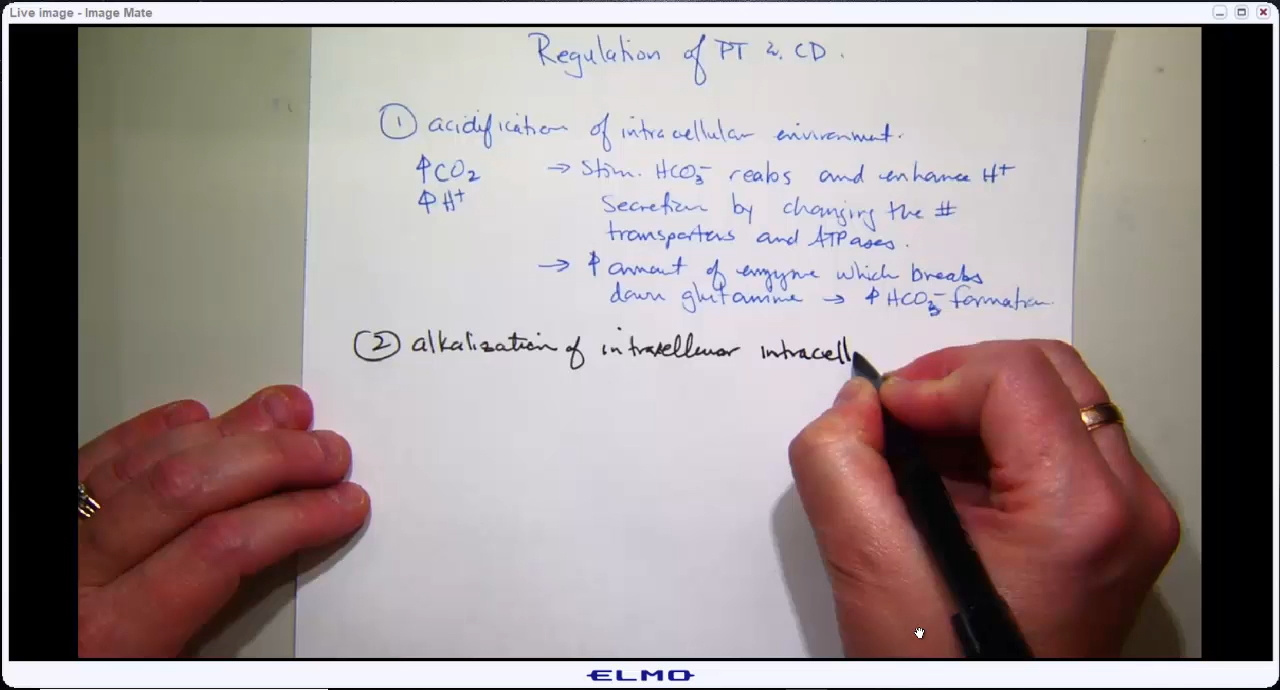 Live image - Image Mate
Regulation of PT & CD.
① acidification of intracellular environment.
↑CO₂ → Stim. HCO₃⁻ reabs and enhance H⁺
↑H⁺ secretion by changing the #
transporters and ATPases.
→ ↑ amount of enzyme which breaks
down glutamine → ↑ HCO₃⁻ formation
② alkalization of intracellular intracell
ELMO